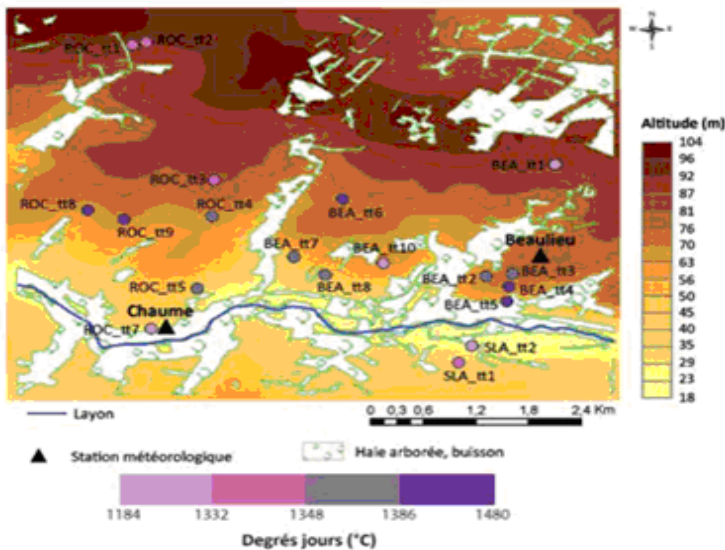 ROC_tt1
ROC_tt2
N
W
E
S
Altitude (m)
104
96
92
87
81
76
70
63
56
50
45
40
35
29
23
18
BEA_tt1
ROC_tt3
ROC_tt8
ROC_tt4
ROC_tt9
BEA_tt6
BEA_tt7
BEA_tt10
Beaulieu
BEA_tt2
BEA_tt3
BEA_tt8
BEA_tt4
ROC_tt5
BEA_tt5
Chaume
ROC_tt7
SLA_tt2
SLA_tt1
Layon
0 0,3 0,6 1,2 1,8 2,4 Km
Station météorologique
Haie arborée, buisson
1184 1332 1348 1386 1480
Degrés jours (°C)